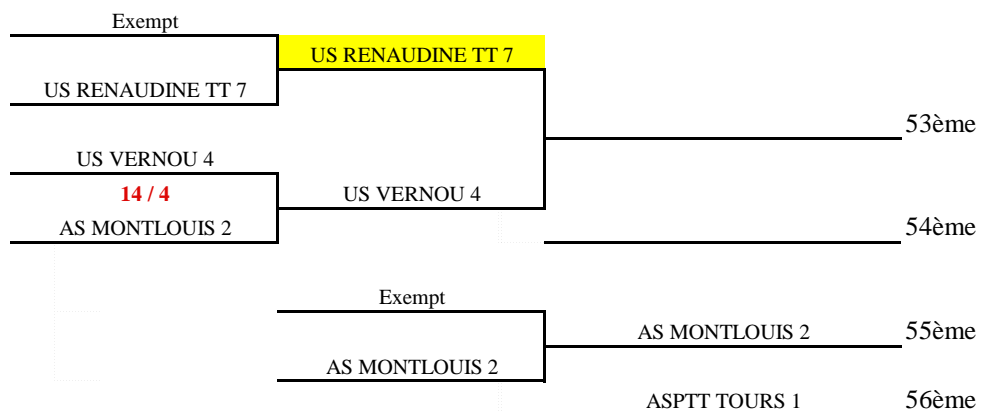 Exempt
US RENAUDINE TT 7
US RENAUDINE TT 7
53ème
US VERNOU 4
14 / 4
US VERNOU 4
AS MONTLOUIS 2
54ème
Exempt
AS MONTLOUIS 2
55ème
AS MONTLOUIS 2
ASPTT TOURS 1
56ème